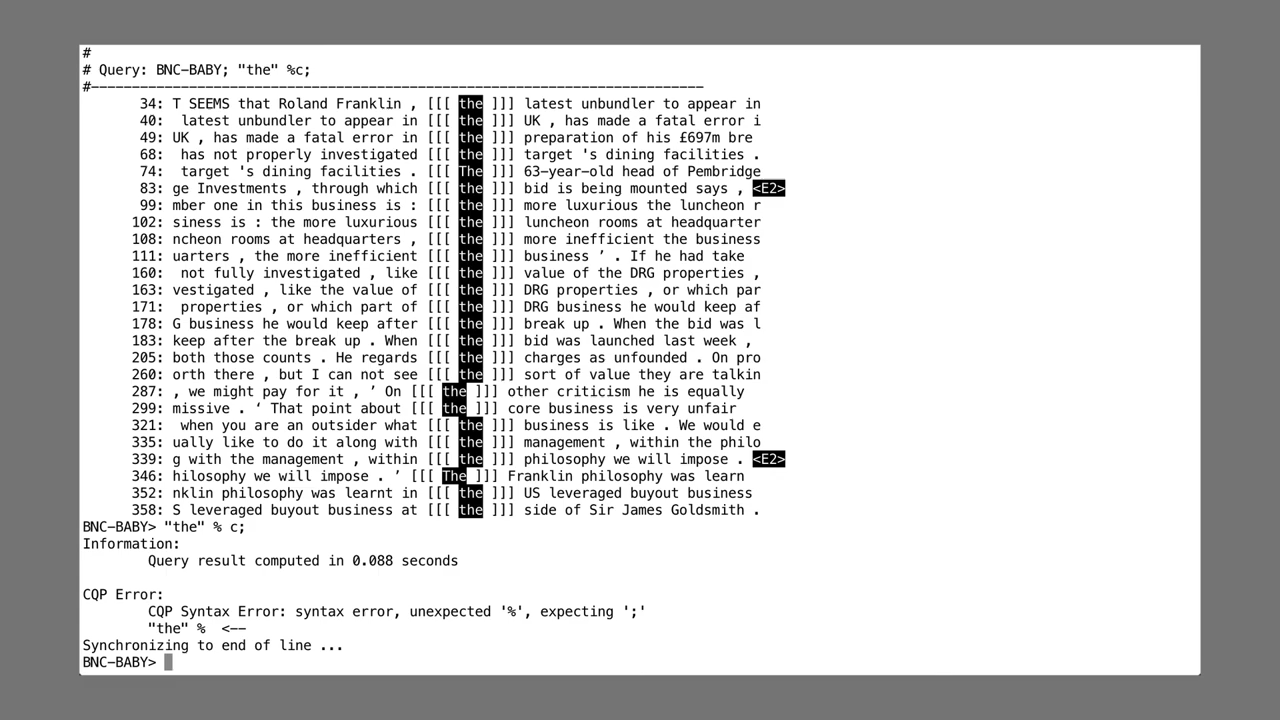 #
# Query: BNC-BABY; "the" %c;
#---------------------------------------------------------------------------
34: T SEEMS that Roland Franklin , [[[ the ]]] latest unbundler to appear in
40: latest unbundler to appear in [[[ the ]]] UK , has made a fatal error i
49: UK , has made a fatal error in [[[ the ]]] preparation of his £697m bre
68: has not properly investigated [[[ the ]]] target 's dining facilities .
74: target 's dining facilities . [[[ The ]]] 63-year-old head of Pembridge
83: ge Investments , through which [[[ the ]]] bid is being mounted says , <E2>
99: mber one in this business is : [[[ the ]]] more luxurious the luncheon r
102: siness is : the more luxurious [[[ the ]]] luncheon rooms at headquarter
108: ncheon rooms at headquarters , [[[ the ]]] more inefficient the business
111: uarters , the more inefficient [[[ the ]]] business ’ . If he had take
160: not fully investigated , like [[[ the ]]] value of the DRG properties ,
163: vestigated , like the value of [[[ the ]]] DRG properties , or which par
171: properties , or which part of [[[ the ]]] DRG business he would keep af
178: G business he would keep after [[[ the ]]] break up . When the bid was l
183: keep after the break up . When [[[ the ]]] bid was launched last week ,
205: both those counts . He regards [[[ the ]]] charges as unfounded . On pro
260: orth there , but I can not see [[[ the ]]] sort of value they are talkin
287: , we might pay for it , ’ On [[[ the ]]] other criticism he is equally
299: missive . ‘ That point about [[[ the ]]] core business is very unfair
321: when you are an outsider what [[[ the ]]] business is like . We would e
335: ually like to do it along with [[[ the ]]] management , within the philo
339: g with the management , within [[[ the ]]] philosophy we will impose . <E2>
346: hilosophy we will impose . ’ [[[ The ]]] Franklin philosophy was learn
352: nklin philosophy was learnt in [[[ the ]]] US leveraged buyout business
358: S leveraged buyout business at [[[ the ]]] side of Sir James Goldsmith .
BNC-BABY> "the" % c;
Information:
Query result computed in 0.088 seconds
CQP Error:
CQP Syntax Error: syntax error, unexpected '%', expecting ';'
"the" % <--
Synchronizing to end of line ...
BNC-BABY>